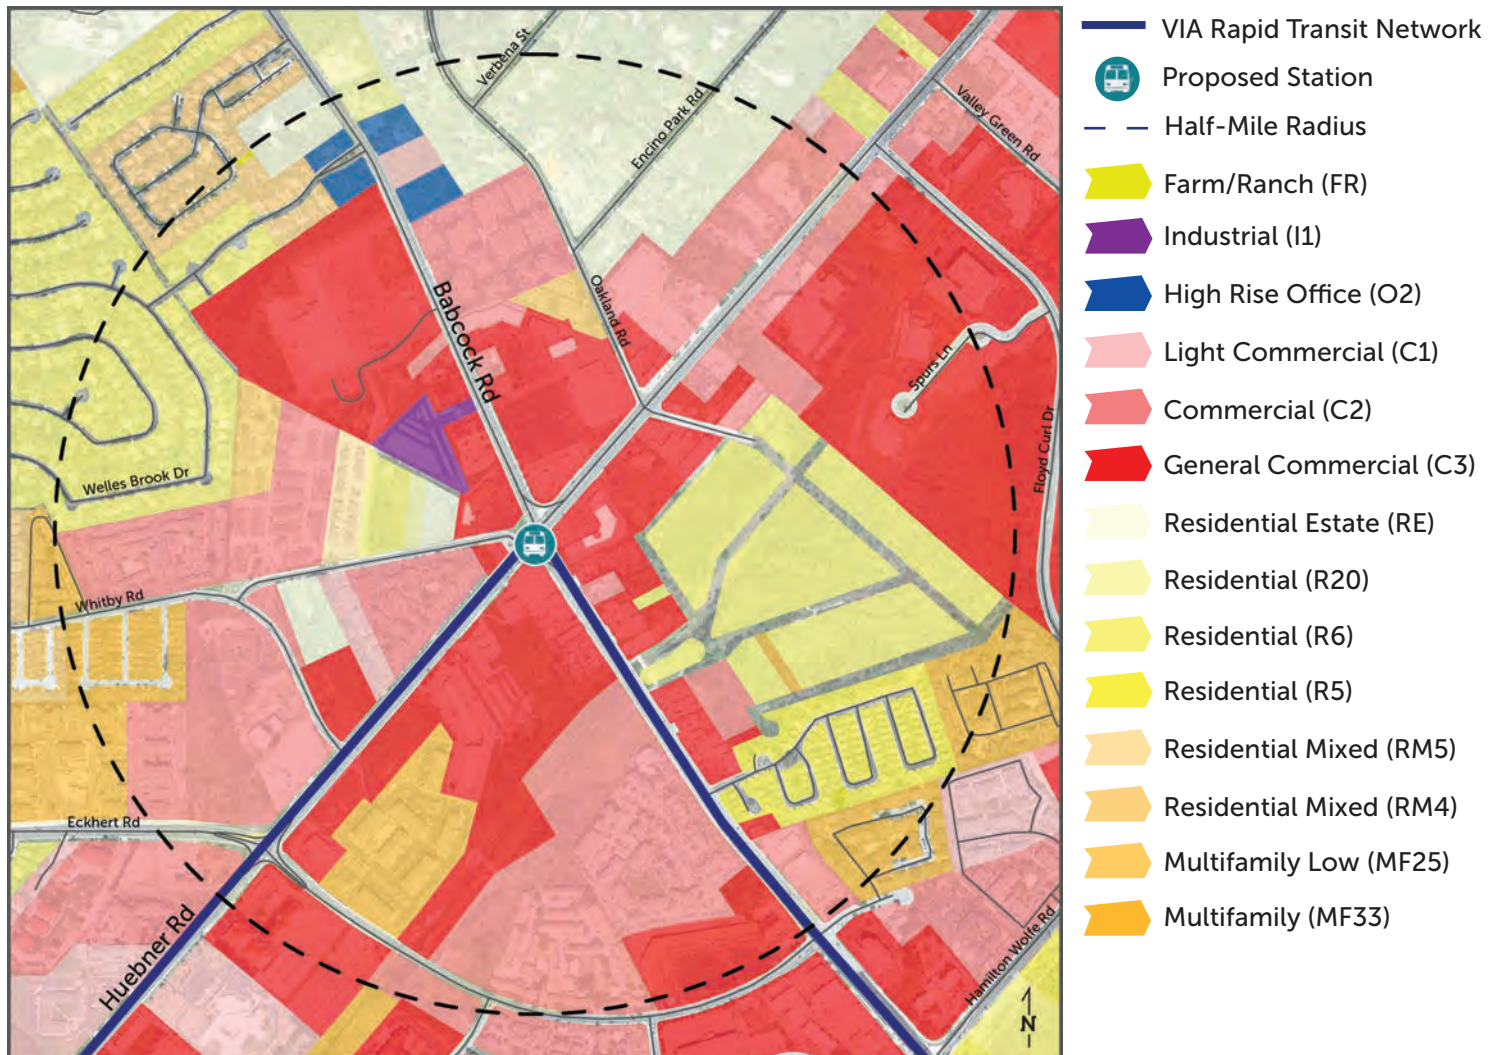 VIA Rapid Transit Network
Proposed Station
Half-Mile Radius
Farm/Ranch (FR)
Industrial (I1)
High Rise Office (O2)
Light Commercial (C1)
Commercial (C2)
General Commercial (C3)
Residential Estate (RE)
Residential (R20)
Residential (R6)
Residential (R5)
Residential Mixed (RM5)
Residential Mixed (RM4)
Multifamily Low (MF25)
Multifamily (MF33)
Verbena St
Encino Park Rd
Valley Green Rd
Oakland Rd
Babcock Rd
Spurs Ln
Floyd Curl Dr
Welles Brook Dr
Whitby Rd
Eckhert Rd
Huebner Rd
Hamilton Wolfe Rd
N